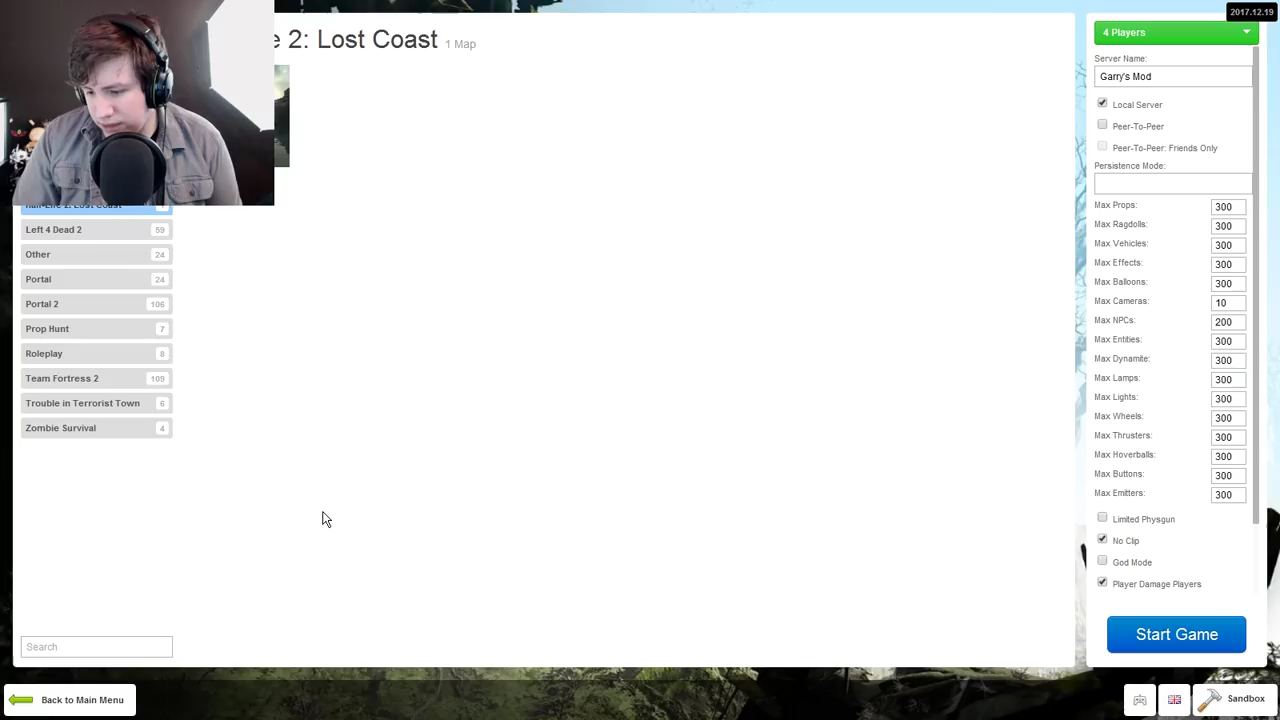 2017.12.19
e 2: Lost Coast 1 Map
Half-Life 2: Lost Coast
Left 4 Dead 2 59
Other 24
Portal 24
Portal 2 106
Prop Hunt 7
Roleplay 8
Team Fortress 2 109
Trouble in Terrorist Town 6
Zombie Survival 4
Search
Back to Main Menu
4 Players
Server Name:
Garry's Mod
Local Server
Peer-To-Peer
Peer-To-Peer: Friends Only
Persistence Mode:
Max Props: 300
Max Ragdolls: 300
Max Vehicles: 300
Max Effects: 300
Max Balloons: 300
Max Cameras: 10
Max NPCs: 200
Max Entities: 300
Max Dynamite: 300
Max Lamps: 300
Max Lights: 300
Max Wheels: 300
Max Thrusters: 300
Max Hoverballs: 300
Max Buttons: 300
Max Emitters: 300
Limited Physgun
No Clip
God Mode
Player Damage Players
Start Game
Sandbox